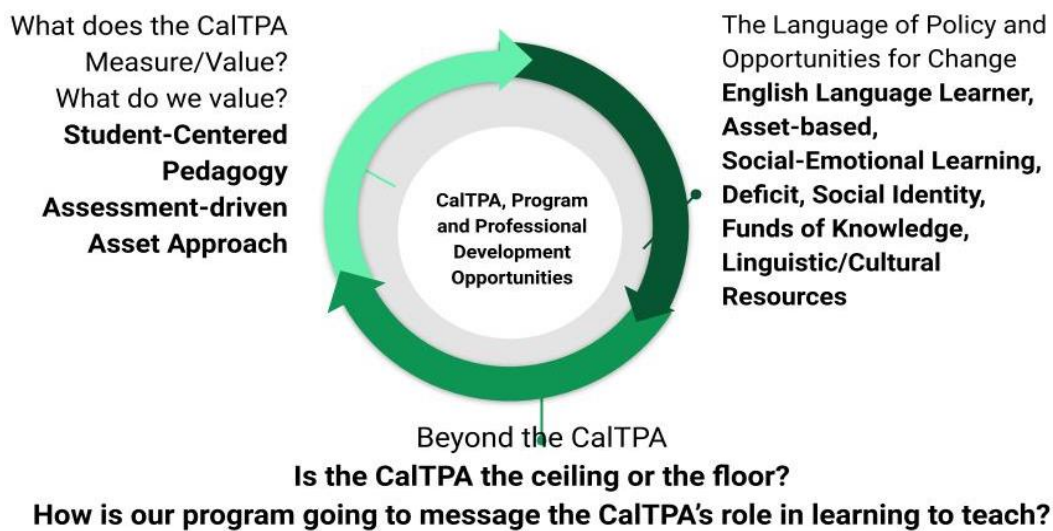 What does the CalTPA
Measure/Value?
What do we value?
Student-Centered
Pedagogy
Assessment-driven
Asset Approach
CalTPA, Program
and Professional
Development
Opportunities
The Language of Policy and
Opportunities for Change
English Language Learner,
Asset-based,
Social-Emotional Learning,
Deficit, Social Identity,
Funds of Knowledge,
Linguistic/Cultural
Resources
Beyond the CalTPA
Is the CalTPA the ceiling or the floor?
How is our program going to message the CalTPA's role in learning to teach?